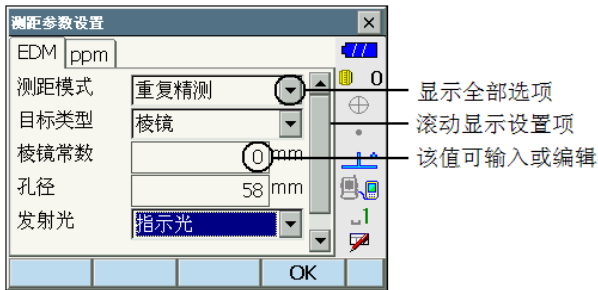 测距参数设置 ×
EDM ppm
测距模式 重复精测 0 显示全部选项
目标类型 棱镜 滚动显示设置项
棱镜常数 0 mm 该值可输入或编辑
孔径 58 mm
发射光 指示光 1
OK